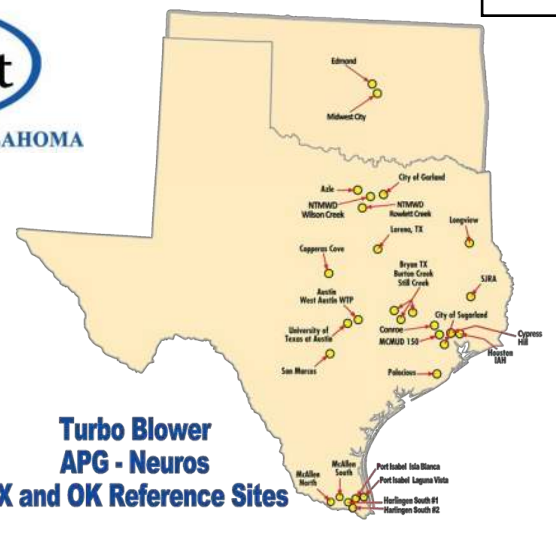 t
LAHOMA
Edmond
Midwest City
Azle
City of Garland
NTMWD
Wilson Creek
NTMWD
Rowlett Creek
Longview
Lorena, TX
Copperas Cove
Bryan TX
Burton Creek
Still Creek
SJRA
Austin
West Austin WTP
City of Sugarland
University of
Texas at Austin
Conroe
MCMUD 150
Cypress
Hill
Houston
IAH
San Marcos
Palacious
Turbo Blower
APG - Neuros
X and OK Reference Sites
McAllen
North
McAllen
South
Port Isabel Isla Blanca
Port Isabel Laguna Vista
Harlingen South #1
Harlingen South #2